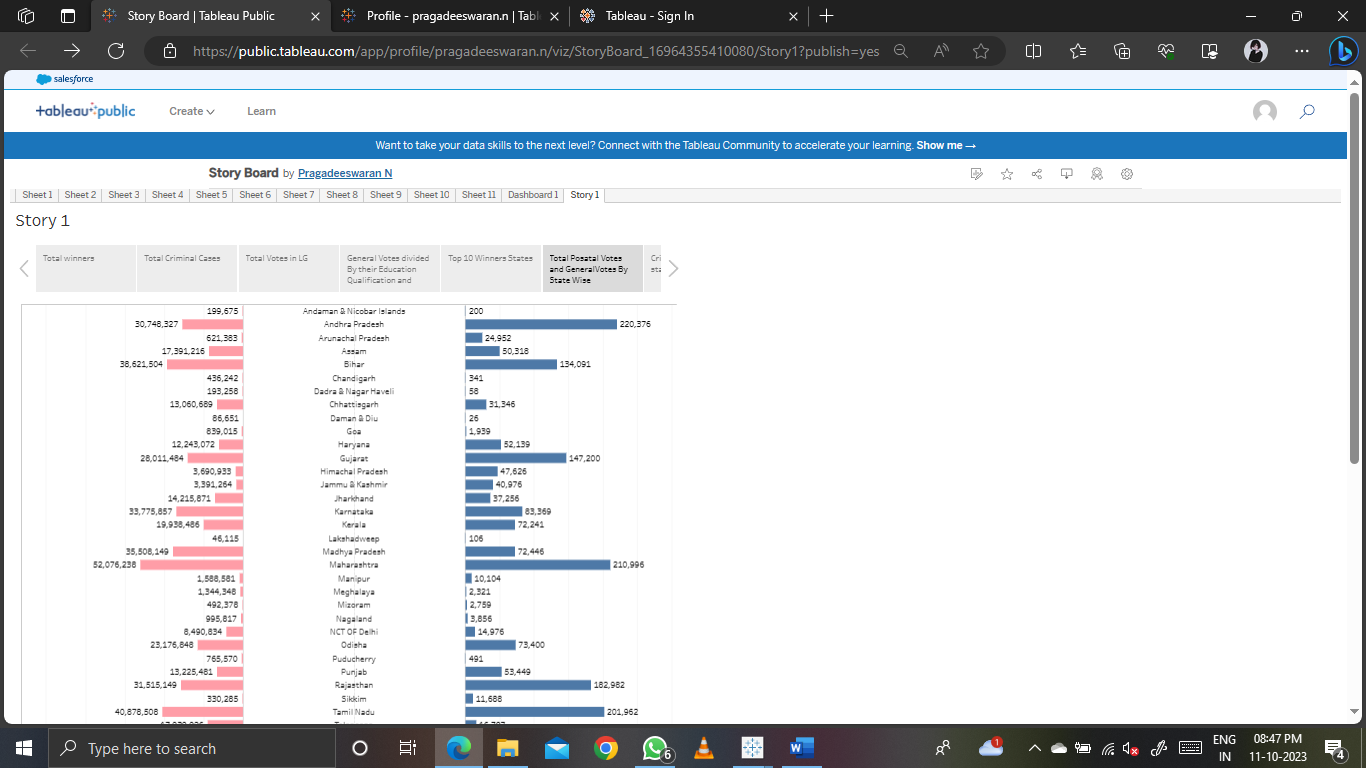 Story Board | Tableau Public
Profile - pragadeeswaran.n | Tabl
Tableau - Sign In
https://public.tableau.com/app/profile/pragadeeswaran.n/viz/StoryBoard_16964355410080/Story1?publish=yes
salesforce
+ableau public
Create
Learn
Want to take your data skills to the next level? Connect with the Tableau Community to accelerate your learning. Show me →
Story Board by Pragadeeswaran N
Sheet 1 Sheet 2 Sheet 3 Sheet 4 Sheet 5 Sheet 6 Sheet 7 Sheet 8 Sheet 9 Sheet 10 Sheet 11 Dashboard 1 Story 1
Story 1
Total winners
Total Criminal Cases
Total Votes in LG
General Votes divided
By their Education
Qualification and
Top 10 Winners States
Total Posatal Votes
and GeneralVotes By
State Wise
Cri
sta
199,675 Andaman & Nicobar Islands 200
30,748,327 Andhra Pradesh 220,376
621,383 Arunachal Pradesh 24,952
17,391,216 Assam 50,318
38,621,504 Bihar 134,091
436,242 Chandigarh 341
193,258 Dadra & Nagar Haveli 58
13,060,689 Chhattisgarh 31,346
86,651 Daman & Diu 26
839,015 Goa 1,939
12,243,072 Haryana 52,139
28,011,484 Gujarat 147,200
3,690,933 Himachal Pradesh 47,626
3,391,264 Jammu & Kashmir 40,976
14,215,871 Jharkhand 37,256
33,775,857 Karnataka 83,369
19,938,486 Kerala 72,241
46,115 Lakshadweep 106
35,508,149 Madhya Pradesh 72,446
52,076,238 Maharashtra 210,996
1,588,581 Manipur 10,104
1,344,348 Meghalaya 2,321
492,378 Mizoram 2,759
995,817 Nagaland 3,856
8,490,834 NCT OF Delhi 14,976
23,176,848 Odisha 73,400
765,570 Puducherry 491
13,225,481 Punjab 53,449
31,515,149 Rajasthan 182,982
330,285 Sikkim 11,688
40,878,508 Tamil Nadu 201,962
Type here to search
6
1
ENG
IN
08:47 PM
11-10-2023
4